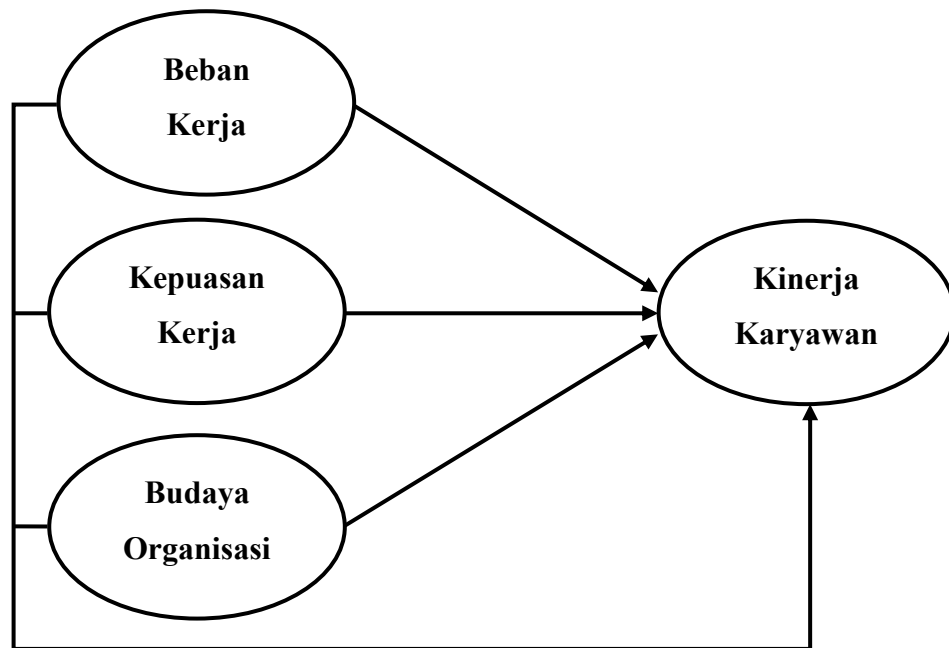 Beban
Kerja
Kepuasan
Kerja
Kinerja
Karyawan
Budaya
Organisasi